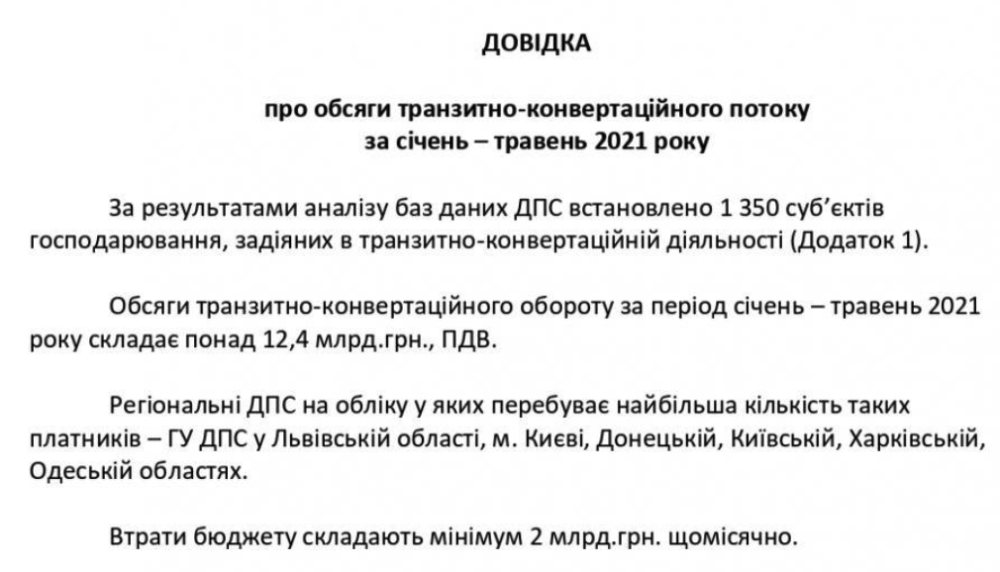 ДОВІДКА
про обсяги транзитно-конвертаційного потоку
за січень – травень 2021 року
За результатами аналізу баз даних ДПС встановлено 1 350 суб’єктів
господарювання, задіяних в транзитно-конвертаційній діяльності (Додаток 1).
Обсяги транзитно-конвертаційного обороту за період січень – травень 2021
року складає понад 12,4 млрд.грн., ПДВ.
Регіональні ДПС на обліку у яких перебуває найбільша кількість таких
платників – ГУ ДПС у Львівській області, м. Києві, Донецькій, Київській, Харківській,
Одеській областях.
Втрати бюджету складають мінімум 2 млрд.грн. щомісячно.